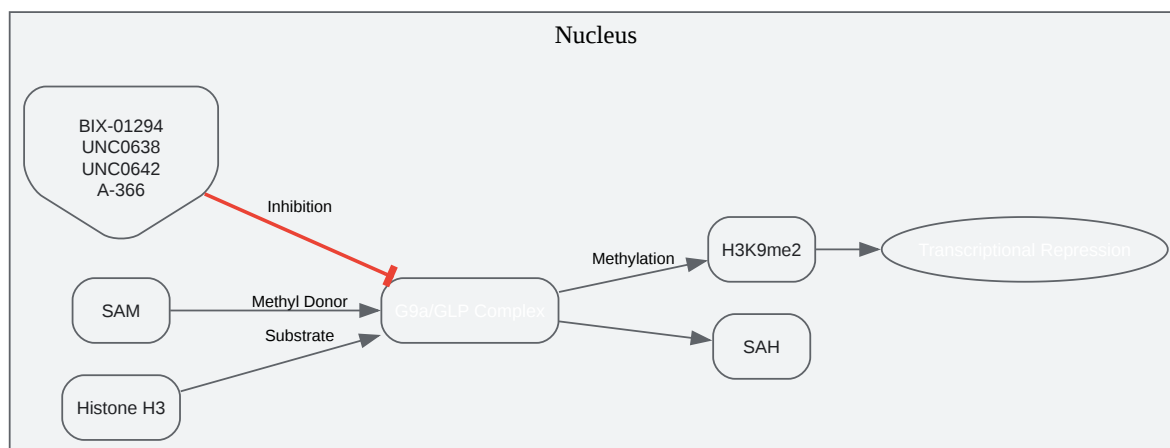 Nucleus
BIX-01294
UNC0638
UNC0642
A-366
Inhibition
SAM
Methyl Donor
Substrate
Histone H3
G9a/GLP Complex
Methylation
H3K9me2
SAH
Transcriptional Repression